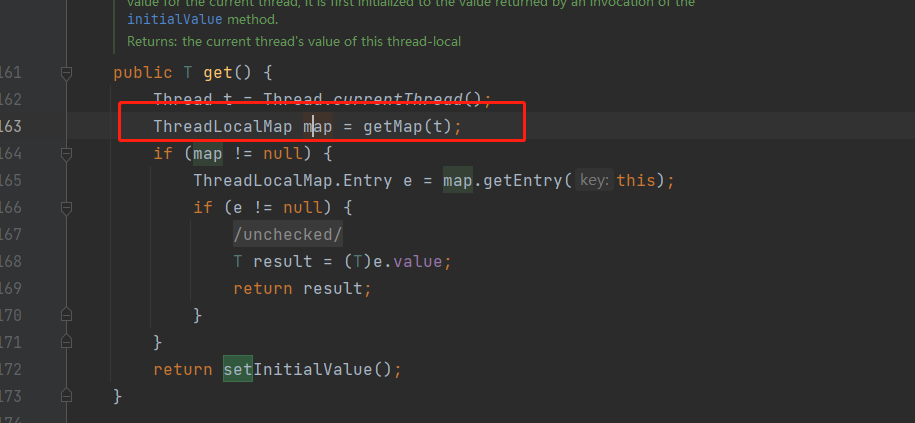 value for the current thread, it is first initialized to the value returned by an invocation of the
initialValue method.
Returns: the current thread's value of this thread-local
161 public T get() {
162 Thread t = Thread.currentThread();
163 ThreadLocalMap map = getMap(t);
164 if (map != null) {
165 ThreadLocalMap.Entry e = map.getEntry( key: this);
166 if (e != null) {
167 /unchecked/
168 T result = (T)e.value;
169 return result;
170 }
171 }
172 return setInitialValue();
173 }
174